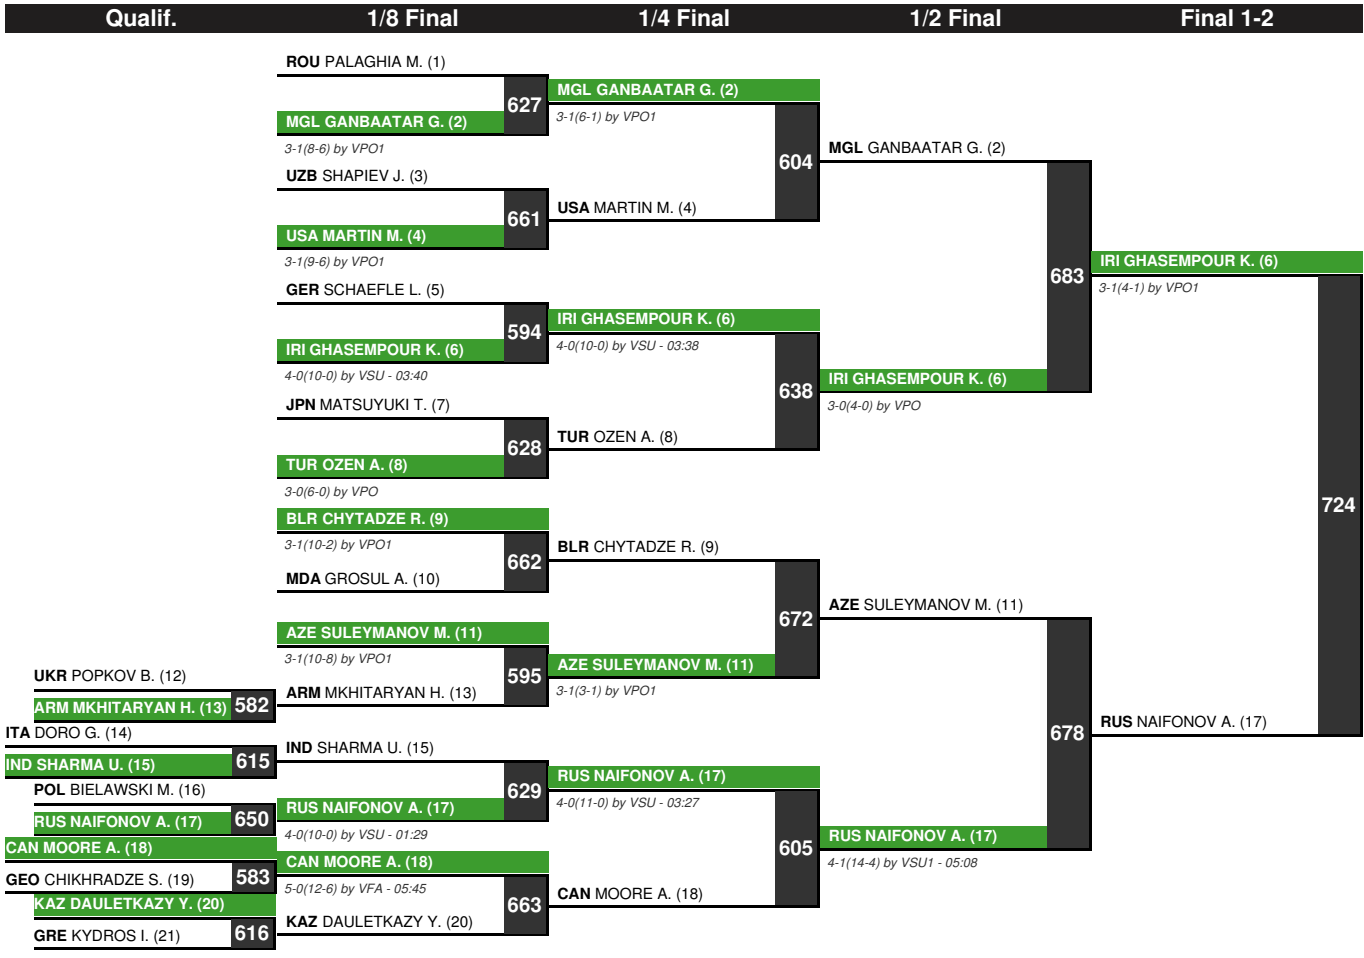 Qualif. 1/8 Final 1/4 Final 1/2 Final Final 1-2
ROU PALAGHIA M. (1)
627
MGL GANBAATAR G. (2)
3-1(8-6) by VPO1
UZB SHAPIEV J. (3)
661
USA MARTIN M. (4)
3-1(9-6) by VPO1
GER SCHAEFLE L. (5)
594
IRI GHASEMPOUR K. (6)
4-0(10-0) by VSU - 03:40
JPN MATSUYUKI T. (7)
628
TUR OZEN A. (8)
3-0(6-0) by VPO
BLR CHYTADZE R. (9)
3-1(10-2) by VPO1
662
MDA GROSUL A. (10)
AZE SULEYMANOV M. (11)
3-1(10-8) by VPO1
595
ARM MKHITARYAN H. (13)
UKR POPKOV B. (12)
ARM MKHITARYAN H. (13) 582
ITA DORO G. (14)
IND SHARMA U. (15) 615
POL BIELAWSKI M. (16)
RUS NAIFONOV A. (17) 650
CAN MOORE A. (18)
GEO CHIKHRADZE S. (19) 583
KAZ DAULETKAZY Y. (20)
GRE KYDROS I. (21) 616
IND SHARMA U. (15)
629
RUS NAIFONOV A. (17)
4-0(10-0) by VSU - 01:29
CAN MOORE A. (18)
5-0(12-6) by VFA - 05:45
663
KAZ DAULETKAZY Y. (20)
MGL GANBAATAR G. (2)
3-1(6-1) by VPO1
604
USA MARTIN M. (4)
IRI GHASEMPOUR K. (6)
4-0(10-0) by VSU - 03:38
638
TUR OZEN A. (8)
BLR CHYTADZE R. (9)
672
AZE SULEYMANOV M. (11)
3-1(3-1) by VPO1
RUS NAIFONOV A. (17)
4-0(11-0) by VSU - 03:27
605
CAN MOORE A. (18)
MGL GANBAATAR G. (2)
683
IRI GHASEMPOUR K. (6)
3-0(4-0) by VPO
AZE SULEYMANOV M. (11)
678
RUS NAIFONOV A. (17)
4-1(14-4) by VSU1 - 05:08
IRI GHASEMPOUR K. (6)
3-1(4-1) by VPO1
724
RUS NAIFONOV A. (17)